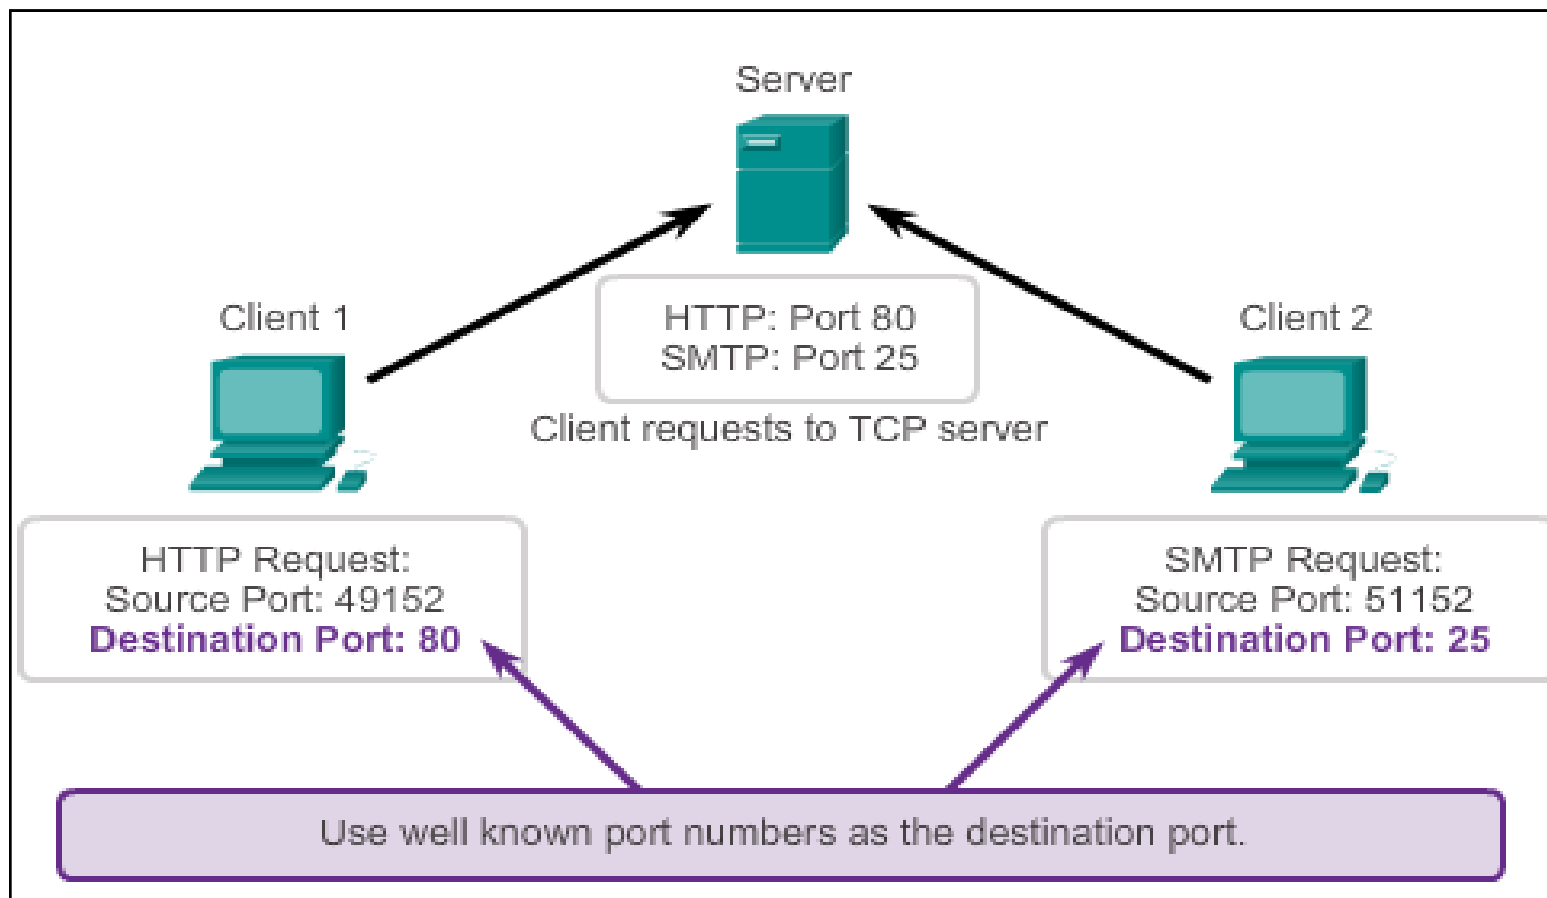 Server
Client 1
HTTP: Port 80
SMTP: Port 25
Client 2
Client requests to TCP server
HTTP Request:
Source Port: 49152
Destination Port: 80
SMTP Request:
Source Port: 51152
Destination Port: 25
Use well known port numbers as the destination port.